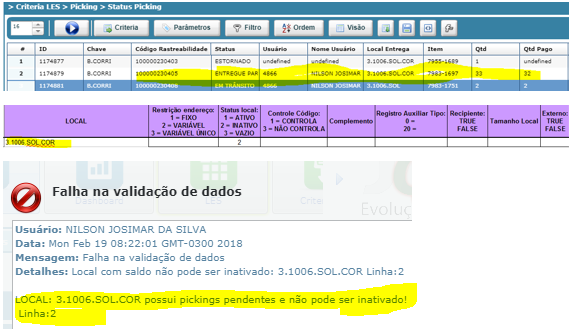 > Criteria LES > Picking > Status Picking
16 Criteria Parâmetros Filtro Ordem Visão
# ID Chave Código Rastreabilidade Status Usuário Nome Usuário Local Entrega Item Qtd Qtd Pago
1 1174877 B.CORRI 100000230403 ESTORNADO undefined undefined 3.1006.SOL.COR 7955-1689 1
2 1174879 B.CORRI 100000230405 ENTREGUE PAR 4866 NILSON JOSIMAR 3.1006.SOL.COR 7983-1697 33 32
3 1174881 B.CORRI 100000230406 EM TRÂNSITO 4866 NILSON JOSIMAR 3.1006.SOL 7983-1751 2 2
LOCAL
Restrição endereço:
1 = FIXO
2 = VARIÁVEL
3 = VARIÁVEL ÚNICO
Status local:
1 = ATIVO
2 = INATIVO
3 = VAZIO
Controle Código:
1 = CONTROLA
3 = NÃO CONTROLA
Complemento
Registro Auxiliar Tipo:
0 =
20 =
Recipiente:
TRUE
FALSE
Tamanho Local
Externo:
TRUE
FALSE
3.1006.SOL.COR 2
Dashboard
LES
Criter
Evoluç
Falha na validação de dados
Usuário: NILSON JOSIMAR DA SILVA
Data: Mon Feb 19 08:22:01 GMT-0300 2018
Mensagem: Falha na validação de dados
Detalhes: Local com saldo não pode ser inativado: 3.1006.SOL.COR Linha:2
LOCAL: 3.1006.SOL.COR possui pickings pendentes e não pode ser inativado!
Linha:2